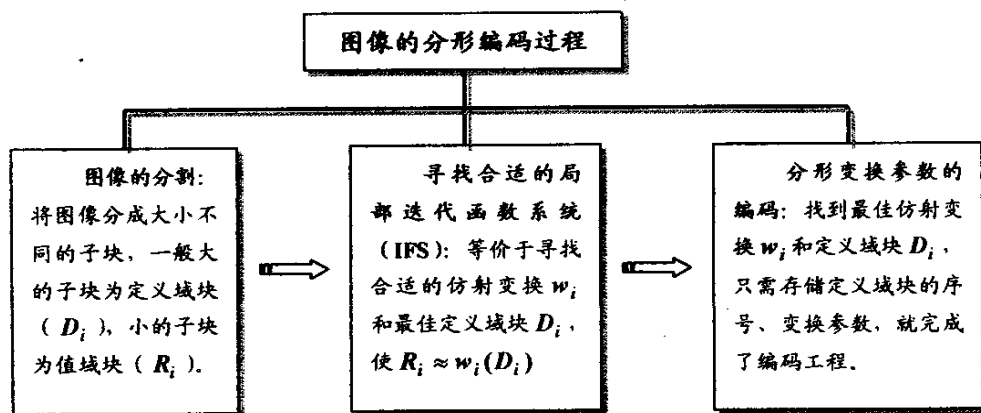 图像的分形编码过程
图像的分割：
将图像分成大小不
同的子块，一般大
的子块为定义域块
（ D_i ），小的子块
为值域块（ R_i ）。
寻找合适的局
部迭代函数系统
（IFS）：等价于寻找
合适的仿射变换 w_i
和最佳定义域块 D_i，
使 R_i ≈ w_i(D_i)
分形变换参数的
编码：找到最佳仿射变
换 w_i 和定义域块 D_i，
只需存储定义域块的序
号、变换参数，就完成
了编码工程。